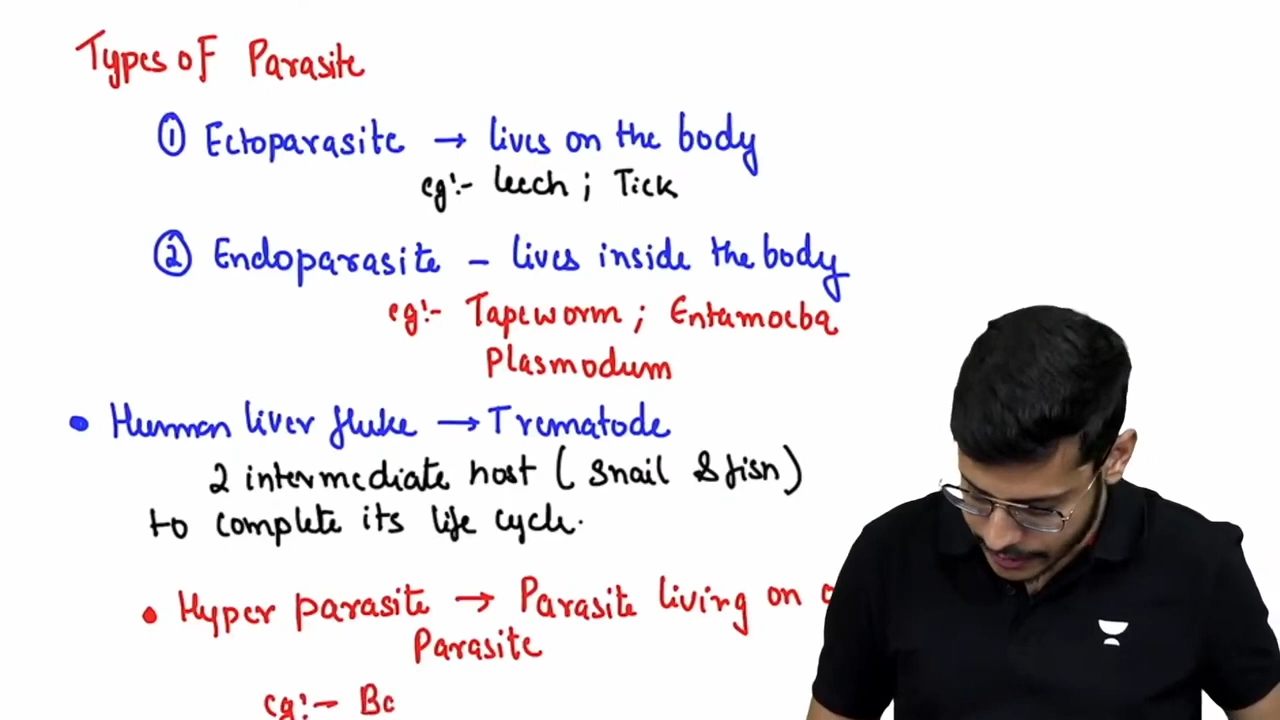 Types of Parasite
① Ectoparasite → lives on the body
eg:- leech ; Tick
② Endoparasite - lives inside the body
eg:- Tapeworm ; Entamoeba
Plasmodum
• Human liver fluke → Trematode
2 intermediate host ( Snail & fish )
to complete its life cycle.
• Hyper parasite → Parasite living on
Parasite
eg:-